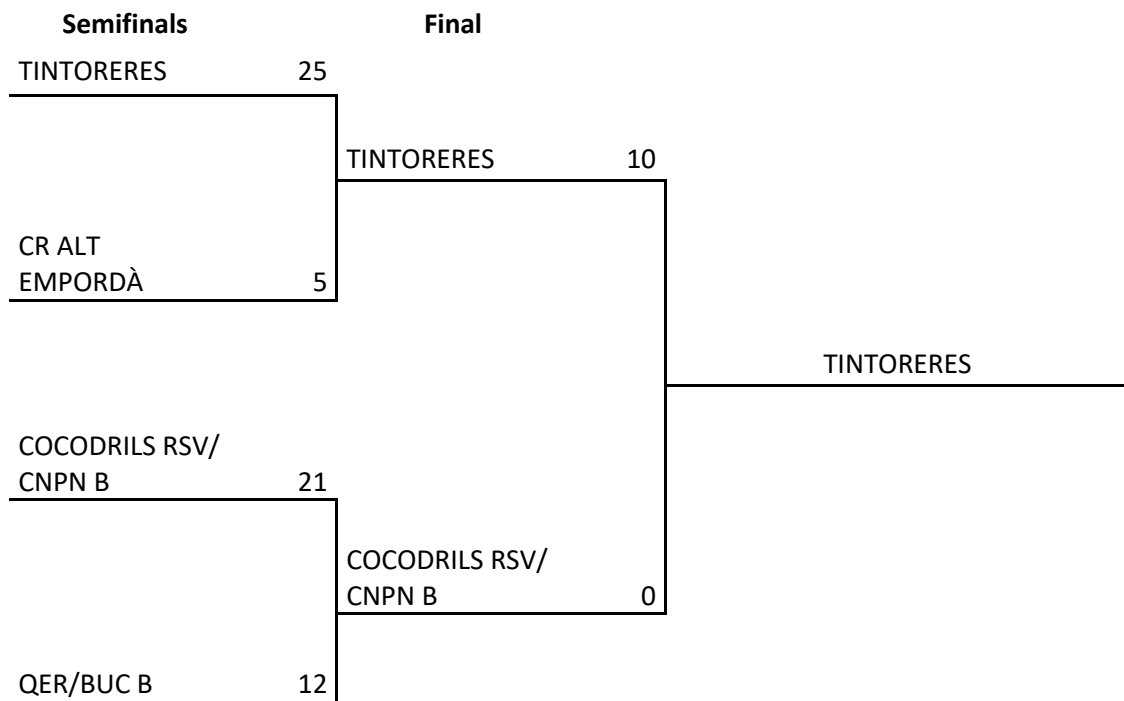 Semifinals Final
TINTORERES 25
TINTORERES 10
CR ALT
EMPORDÀ 5
TINTORERES
COCODRILS RSV/
CNPN B 21
COCODRILS RSV/
CNPN B 0
QER/BUC B 12